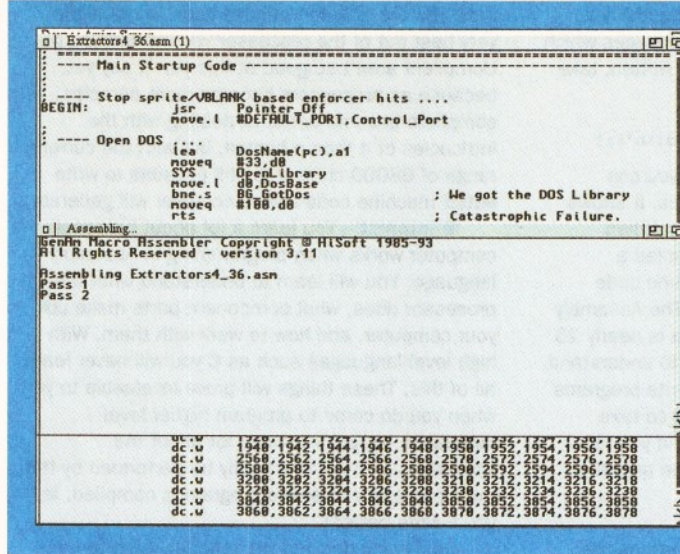 Extractors4_36.asm (1)
; ---- Main Startup Code ----
;
; ---- Stop sprite/VBLANK based enforcer hits ....
BEGIN: jsr Pointer_Off
move.l #DEFAULT_PORT,Control_Port
; ---- Open DOS ....
lea DosName(pc),a1
moveq #33,d0
SYS OpenLibrary
move.l d0,DosBase
bne.s BG_GotDos ; We got the DOS Library
moveq #100,d0
rts ; Catastrophic Failure.
Assembling...
GenAm Macro Assembler Copyright © HiSoft 1985-93
All Rights Reserved - version 3.11
Assembling Extractors4_36.asm
Pass 1
Pass 2
dc.w
dc.w 1940,1942,1944,1946,1948,1950,1952,1954,1956,1958
dc.w 2560,2562,2564,2566,2568,2570,2572,2574,2576,2578
dc.w 2580,2582,2584,2586,2588,2590,2592,2594,2596,2598
dc.w 3200,3202,3204,3206,3208,3210,3212,3214,3216,3218
dc.w 3220,3222,3224,3226,3228,3230,3232,3234,3236,3238
dc.w 3840,3842,3844,3846,3848,3850,3852,3854,3856,3858
dc.w 3860,3862,3864,3866,3868,3870,3872,3874,3876,3878